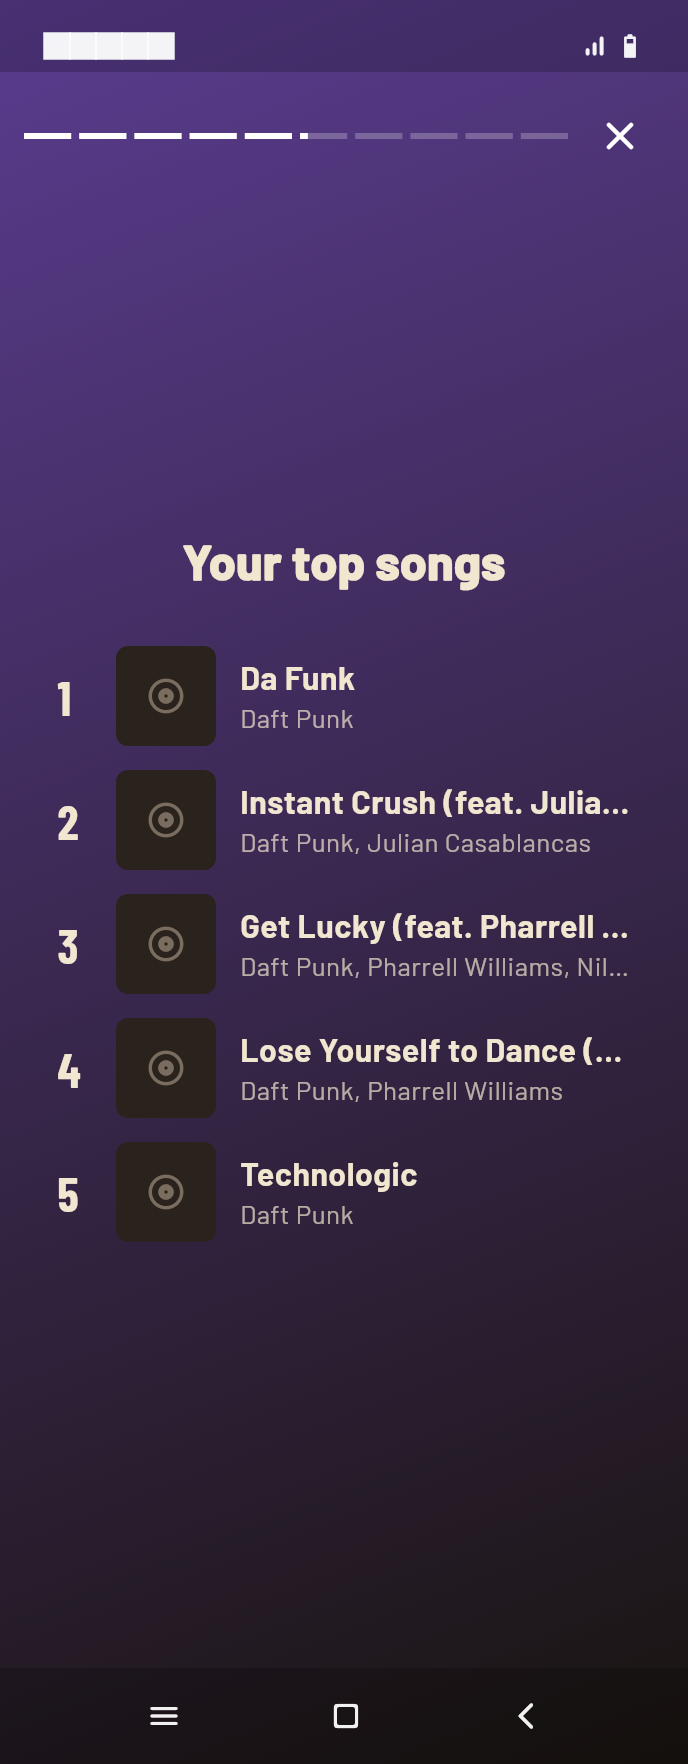 Your top songs
1
Da Funk
Daft Punk
2
Instant Crush (feat. Julia...
Daft Punk, Julian Casablancas
3
Get Lucky (feat. Pharrell ...
Daft Punk, Pharrell Williams, Nil...
4
Lose Yourself to Dance (...
Daft Punk, Pharrell Williams
5
Technologic
Daft Punk